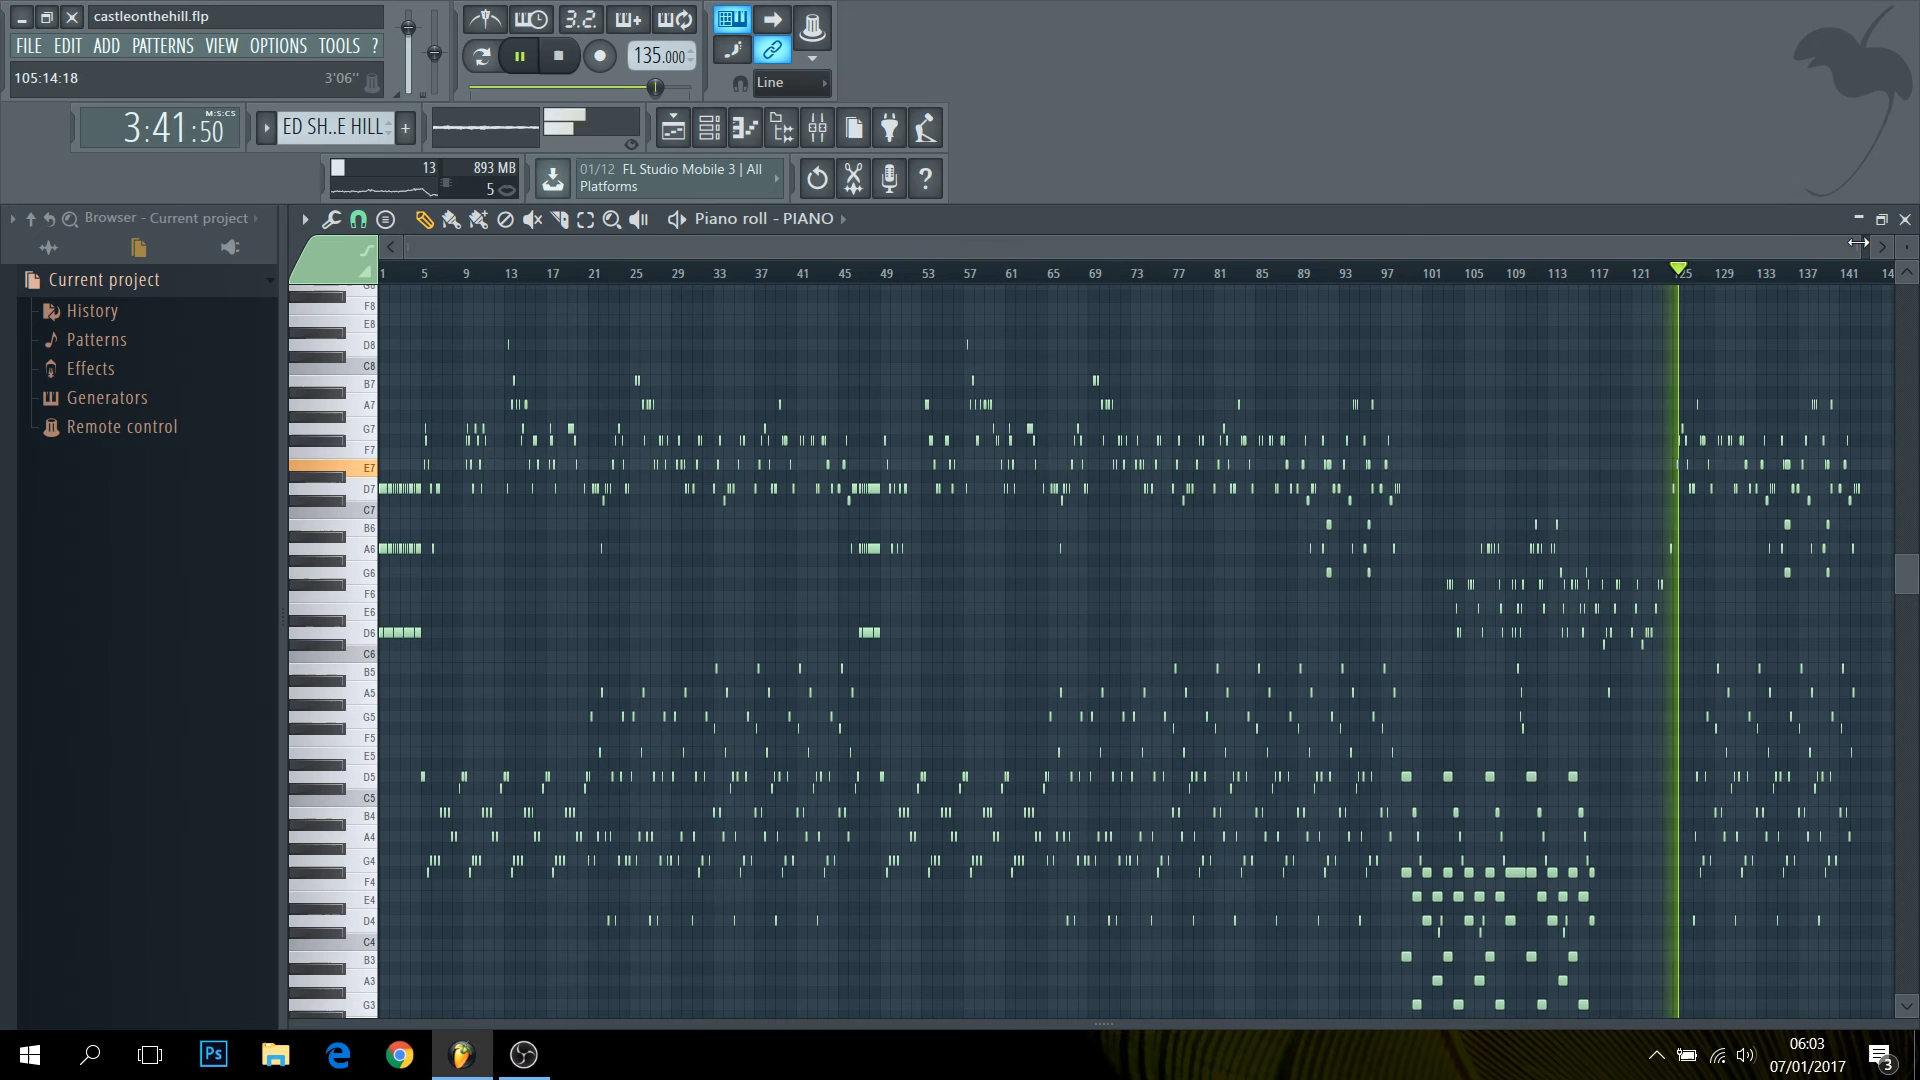 castleonthehill.flp
FILE EDIT ADD PATTERNS VIEW OPTIONS TOOLS ?
105:14:18 3'06''
3.2.
135.000
Line
3:41:50 M:S:CS
ED SH..E HILL
+
13 893 MB
5
01/12 FL Studio Mobile 3 | All
Platforms
?
Browser - Current project
Piano roll - PIANO
Current project
History
Patterns
Effects
Generators
Remote control
1 5 9 13 17 21 25 29 33 37 41 45 49 53 57 61 65 69 73 77 81 85 89 93 97 101 105 109 113 117 121 125 129 133 137 141 14
G8
F8
E8
D8
C8
B7
A7
G7
F7
E7
D7
C7
B6
A6
G6
F6
E6
D6
C6
B5
A5
G5
F5
E5
D5
C5
B4
A4
G4
F4
E4
D4
C4
B3
A3
G3
Ps
06:03
07/01/2017
3